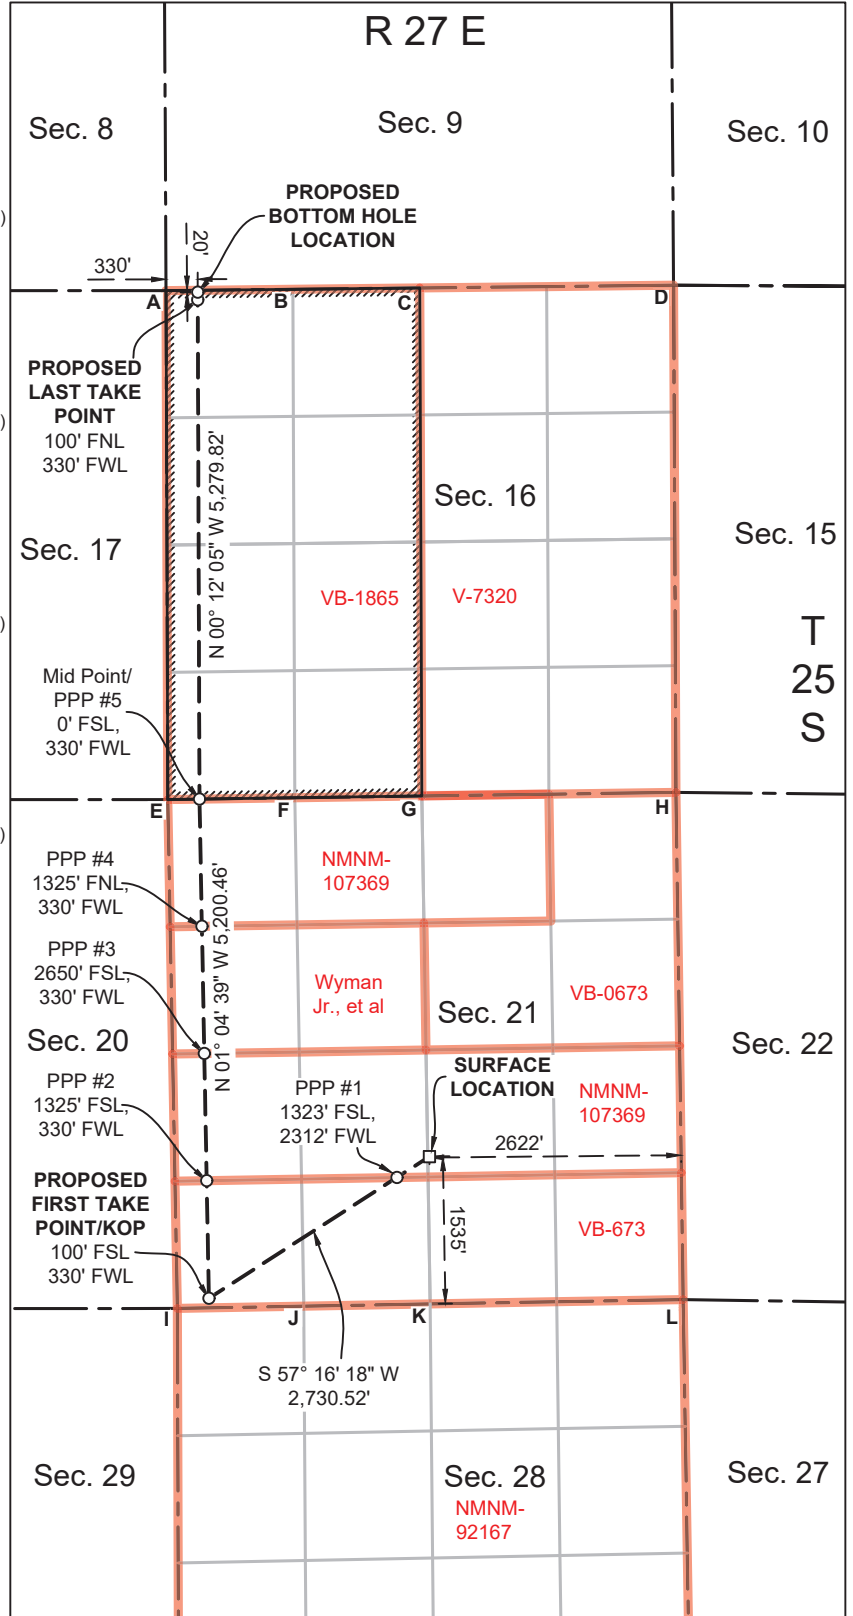 R 27 E
Sec. 8
Sec. 9
Sec. 10
PROPOSED
BOTTOM HOLE
LOCATION
)
20'
330'
A
B
C
D
PROPOSED
LAST TAKE
POINT
100' FNL
330' FWL
)
N 00° 12' 05" W 5,279.82'
Sec. 16
Sec. 17
Sec. 15
VB-1865
V-7320
)
T
25
S
Mid Point/
PPP #5
0' FSL,
330' FWL
E
F
G
H
)
PPP #4
1325' FNL,
330' FWL
NMNM-
107369
N 01° 04' 39" W 5,200.46'
PPP #3
2650' FSL,
330' FWL
Wyman
Jr., et al
VB-0673
Sec. 21
Sec. 20
Sec. 22
SURFACE
LOCATION
PPP #2
1325' FSL,
330' FWL
PPP #1
1323' FSL,
2312' FWL
NMNM-
107369
2622'
PROPOSED
FIRST TAKE
POINT/KOP
100' FSL
330' FWL
1535'
VB-673
I
J
K
L
S 57° 16' 18" W
2,730.52'
Sec. 29
Sec. 28
Sec. 27
NMNM-
92167